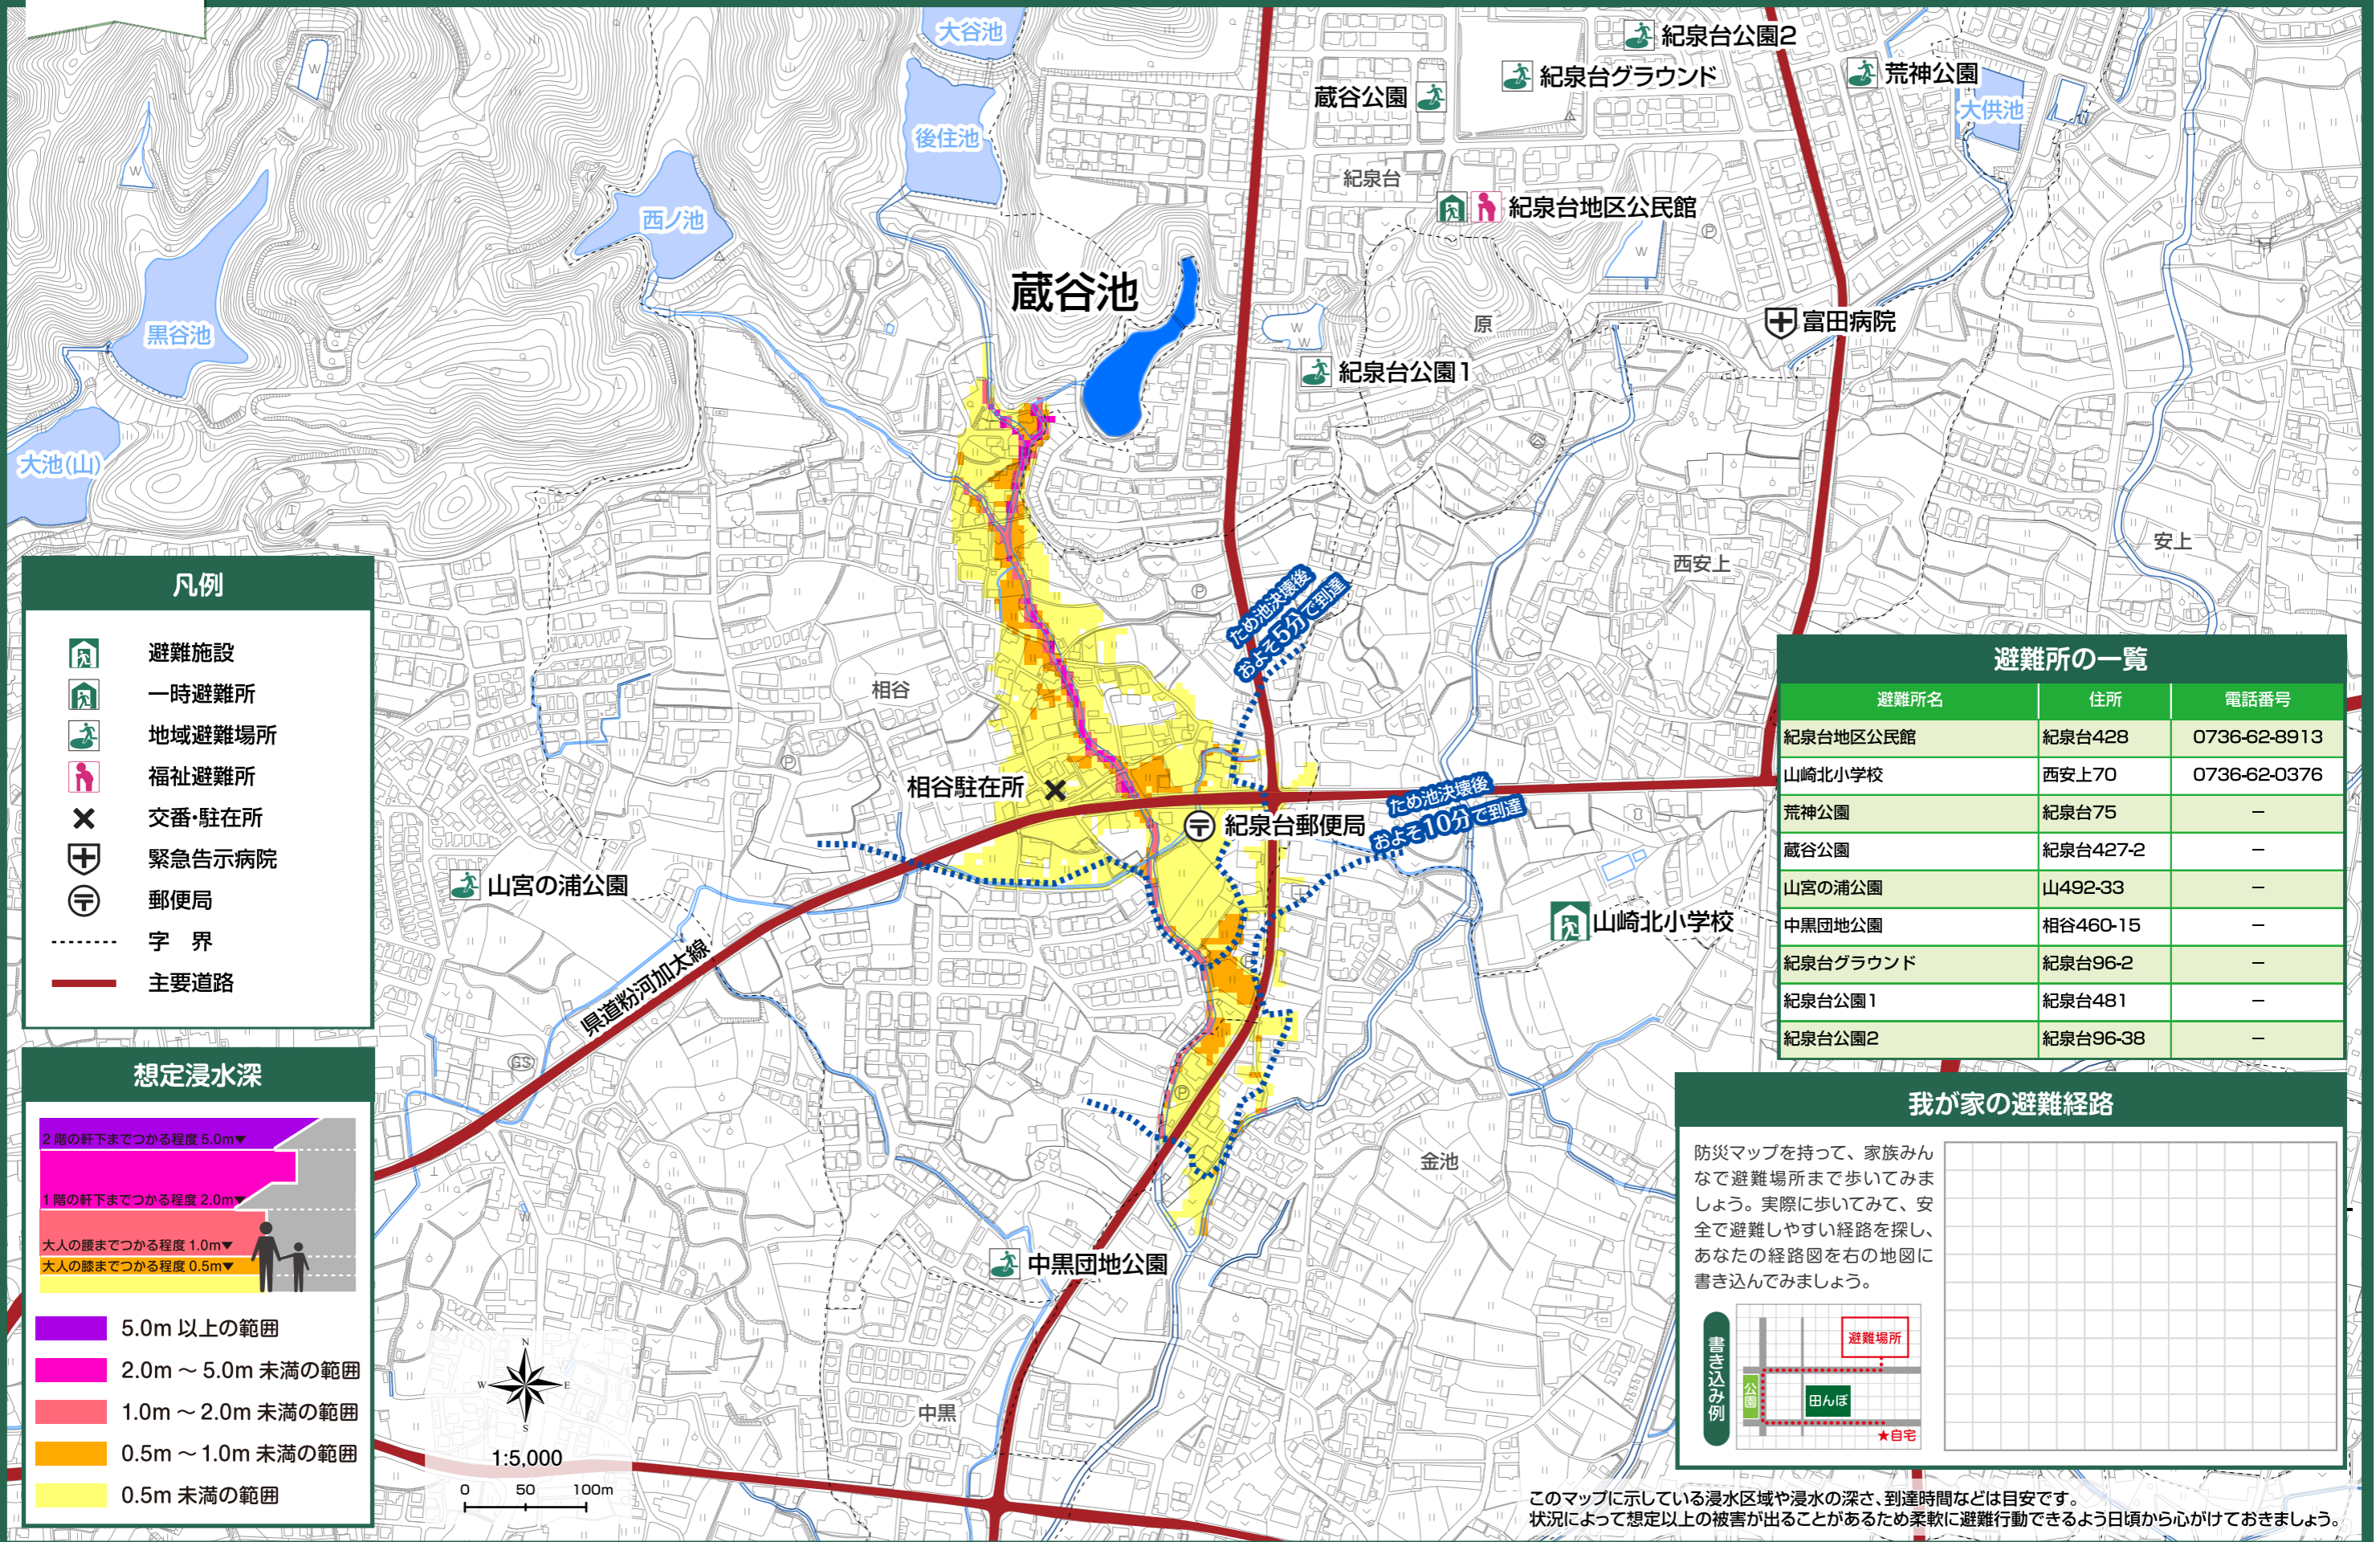 大谷池
紀泉台公園2
紀泉台グラウンド
荒神公園
蔵谷公園
大供池
後住池
紀泉台
紀泉台地区公民館
西ノ池
蔵谷池
原
富田病院
黒谷池
紀泉台公園1
大池(山)
西安上
安上
ため池決壊後
およそ5分で到達
相谷
相谷駐在所
紀泉台郵便局
ため池決壊後
およそ10分で到達
山宮の浦公園
山崎北小学校
県道粉河加太線
GS
金池
中黒団地公園
中黒
凡例
避難施設
一時避難所
地域避難場所
福祉避難所
交番・駐在所
緊急告示病院
郵便局
字 界
主要道路
想定浸水深
2階の軒下までつかる程度 5.0m▼
1階の軒下までつかる程度 2.0m▼
大人の腰までつかる程度 1.0m▼
大人の膝までつかる程度 0.5m▼
5.0m 以上の範囲
2.0m ～ 5.0m 未満の範囲
1.0m ～ 2.0m 未満の範囲
0.5m ～ 1.0m 未満の範囲
0.5m 未満の範囲
N
W E
S
1:5,000
0 50 100m
避難所の一覧
避難所名 住所 電話番号
紀泉台地区公民館 紀泉台428 0736-62-8913
山崎北小学校 西安上70 0736-62-0376
荒神公園 紀泉台75 −
蔵谷公園 紀泉台427-2 −
山宮の浦公園 山492-33 −
中黒団地公園 相谷460-15 −
紀泉台グラウンド 紀泉台96-2 −
紀泉台公園1 紀泉台481 −
紀泉台公園2 紀泉台96-38 −
我が家の避難経路
防災マップを持って、家族みん
なで避難場所まで歩いてみま
しょう。実際に歩いてみて、安
全で避難しやすい経路を探し、
あなたの経路図を右の地図に
書き込んでみましょう。
書き込み例
避難場所
公園
田んぼ
★自宅
このマップに示している浸水区域や浸水の深さ、到達時間などは目安です。
状況によって想定以上の被害が出ることがあるため柔軟に避難行動できるよう日頃から心がけておきましょう。